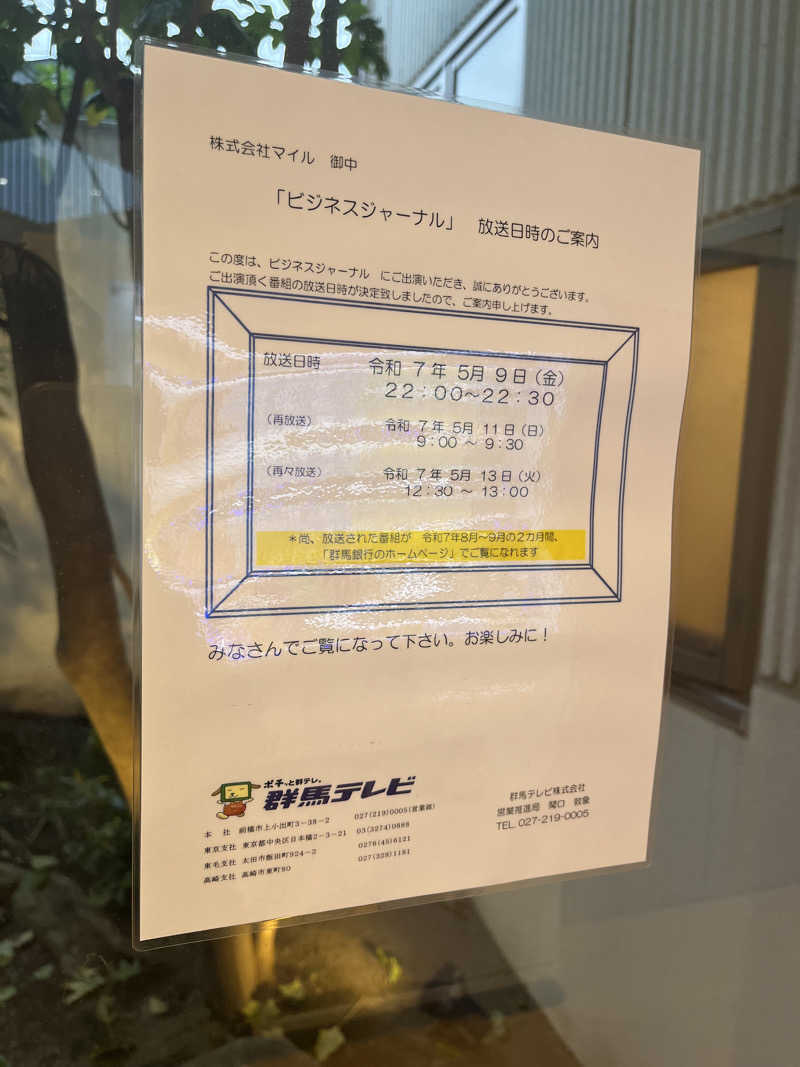 株式会社マイル 御中
「ビジネスジャーナル」 放送日時のご案内
この度は、ビジネスジャーナル にご出演いただき、誠にありがとうございます。
ご出演頂く番組の放送日時が決定致しましたので、ご案内申し上げます。
放送日時 令和 7年 5月 9日(金)
22:00~22:30
(再放送) 令和 7年 5月 11日(日)
9:00 ~ 9:30
(再々放送) 令和 7年 5月 13日(火)
12:30 ~ 13:00
*尚、放送された番組が 令和7年8月~9月の2カ月間、
「群馬銀行のホームページ」でご覧になれます
みなさんでご覧になって下さい。お楽しみに!
ポチっと群テレ。
群馬テレビ
本 社 前橋市上小出町3-38-2 027(219)0005(営業部)
東京支社 東京都中央区日本橋2-3-21 03(3274)0888
東毛支社 太田市飯田町924-2 0276(45)6121
高崎支社 高崎市東町80 027(328)1181
群馬テレビ株式会社
営業推進局 関口 敦象
TEL.027-219-0005